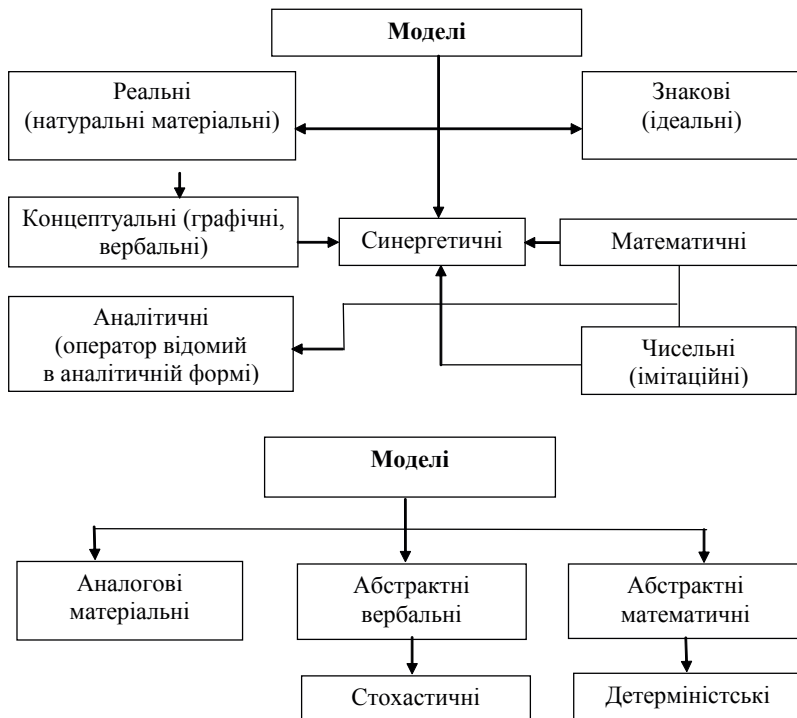 Моделі
Реальні
(натуральні матеріальні)
Знакові
(ідеальні)
Концептуальні (графічні,
вербальні)
Синергетичні
Математичні
Аналітичні
(оператор відомий
в аналітичній формі)
Чисельні
(імітаційні)
Моделі
Аналогові
матеріальні
Абстрактні
вербальні
Абстрактні
математичні
Стохастичні
Детерміністські